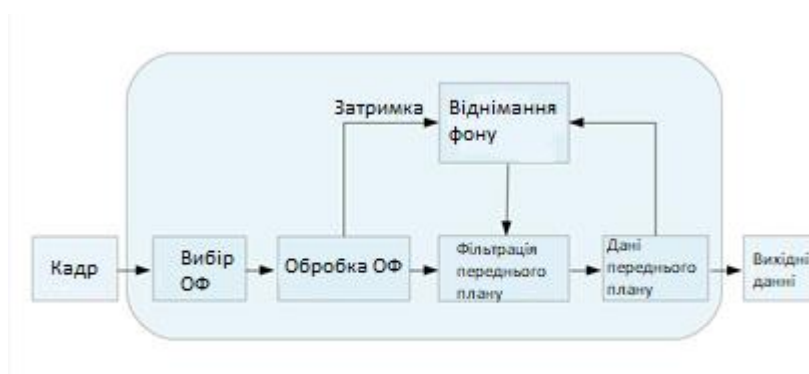 Затримка
Віднімання
фону
Кадр
Вибір
ОФ
Обробка ОФ
Фільтрація
переднього
плану
Дані
переднього
плану
Вихідні
данні